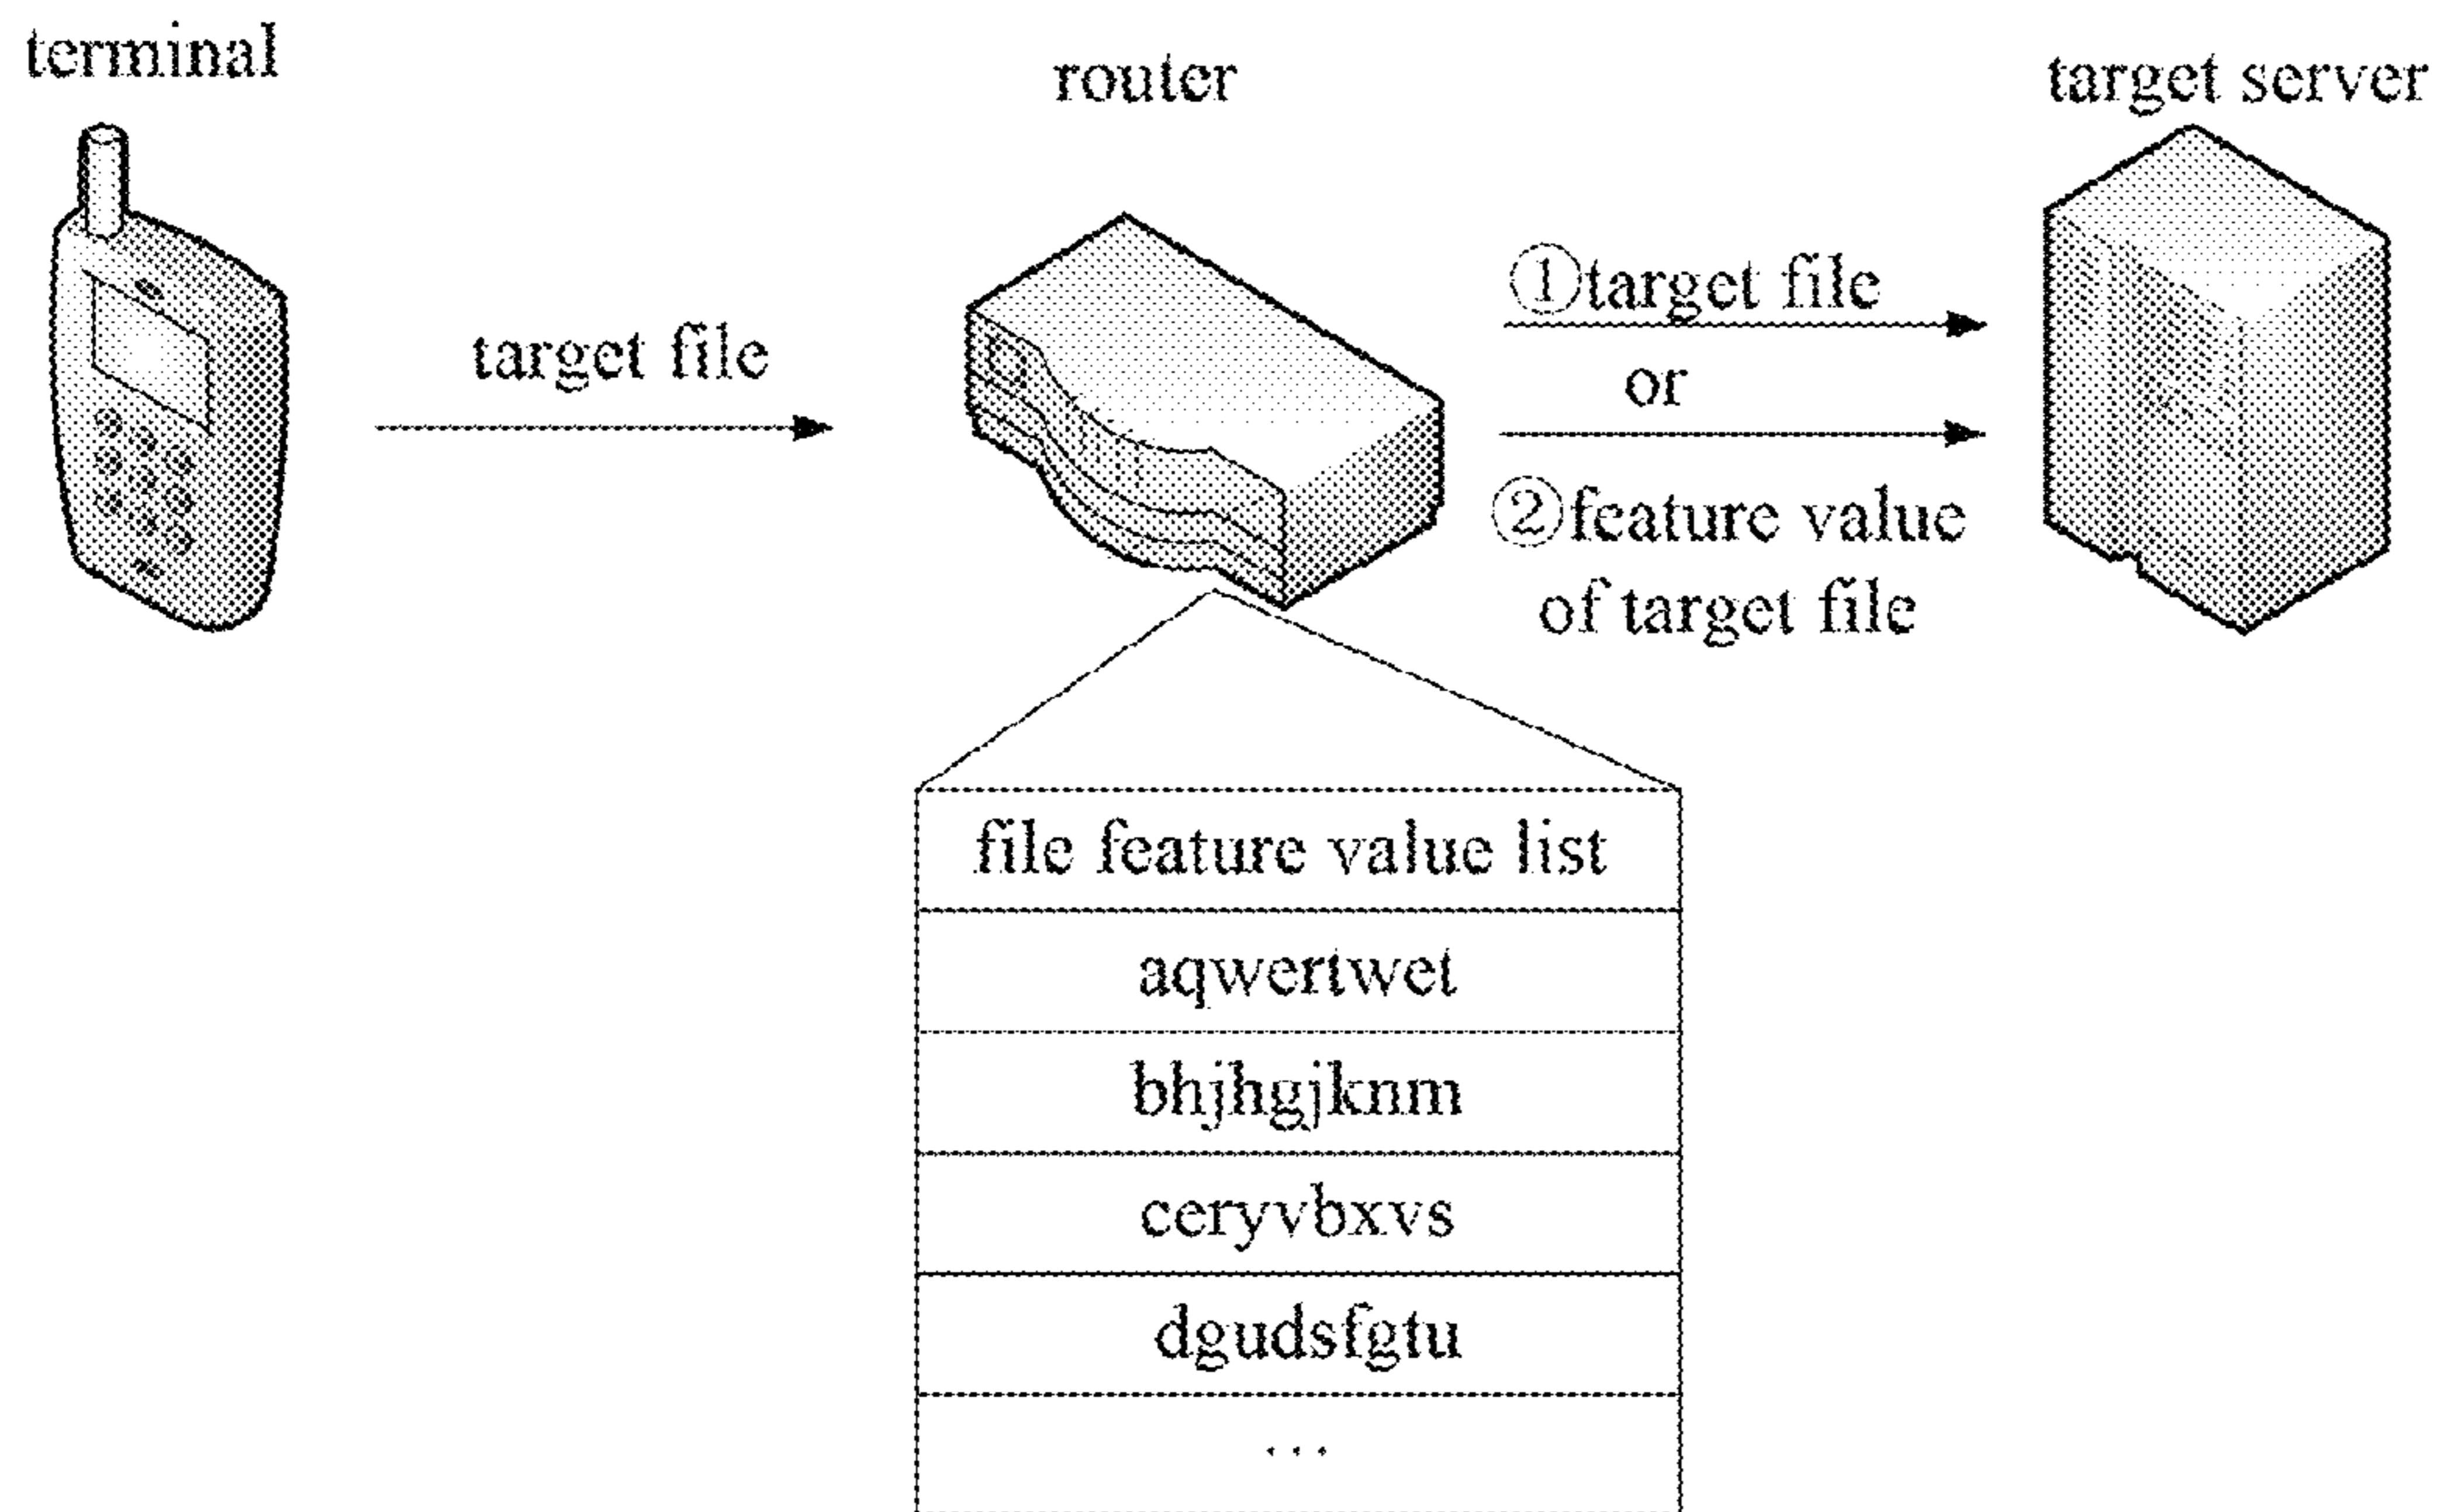 terminal
router
target server
target file
①target file
or
②feature value
of target file
file feature value list
aqwertwet
bhjhgjknm
ceryvbxvs
dgudsfgtu
...